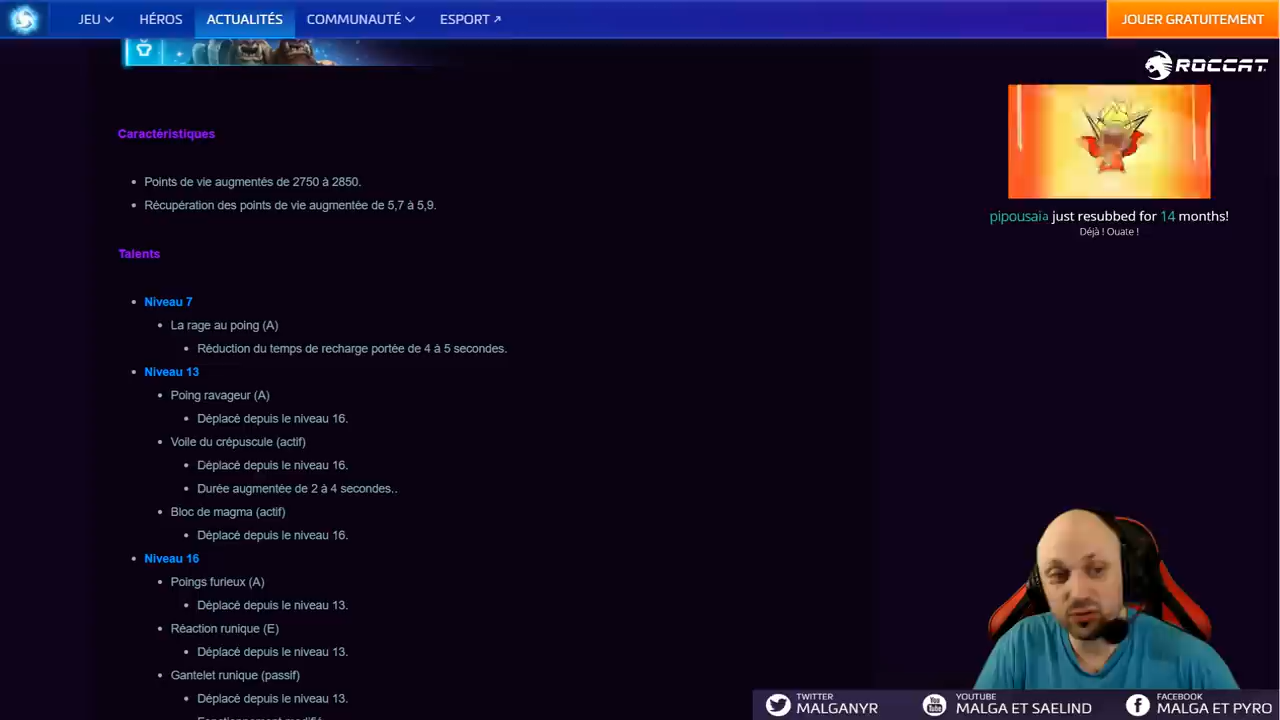 JEU HÉROS ACTUALITÉS COMMUNAUTÉ ESPORT JOUER GRATUITEMENT
ROCCAT
Caractéristiques
Points de vie augmentés de 2750 à 2850.
Récupération des points de vie augmentée de 5,7 à 5,9.
pipousaia just resubbed for 14 months!
Déjà ! Ouate !
Talents
Niveau 7
La rage au poing (A)
Réduction du temps de recharge portée de 4 à 5 secondes.
Niveau 13
Poing ravageur (A)
Déplacé depuis le niveau 16.
Voile du crépuscule (actif)
Déplacé depuis le niveau 16.
Durée augmentée de 2 à 4 secondes..
Bloc de magma (actif)
Déplacé depuis le niveau 16.
Niveau 16
Poings furieux (A)
Déplacé depuis le niveau 13.
Réaction runique (E)
Déplacé depuis le niveau 13.
Gantelet runique (passif)
Déplacé depuis le niveau 13.
Fonctionnement modifié
TWITTER
MALGANYR
YOUTUBE
MALGA ET SAELIND
FACEBOOK
MALGA ET PYRO